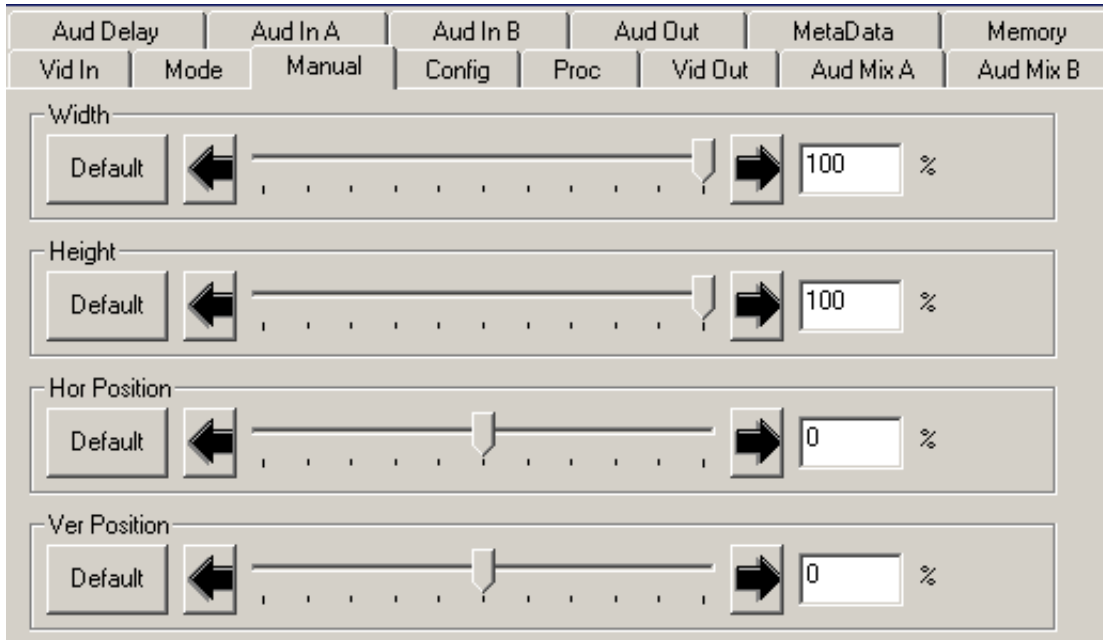 Aud Delay Aud In A Aud In B Aud Out MetaData Memory
Vid In Mode Manual Config Proc Vid Out Aud Mix A Aud Mix B
Width
Default 100 %
Height
Default 100 %
Hor Position
Default 0 %
Ver Position
Default 0 %